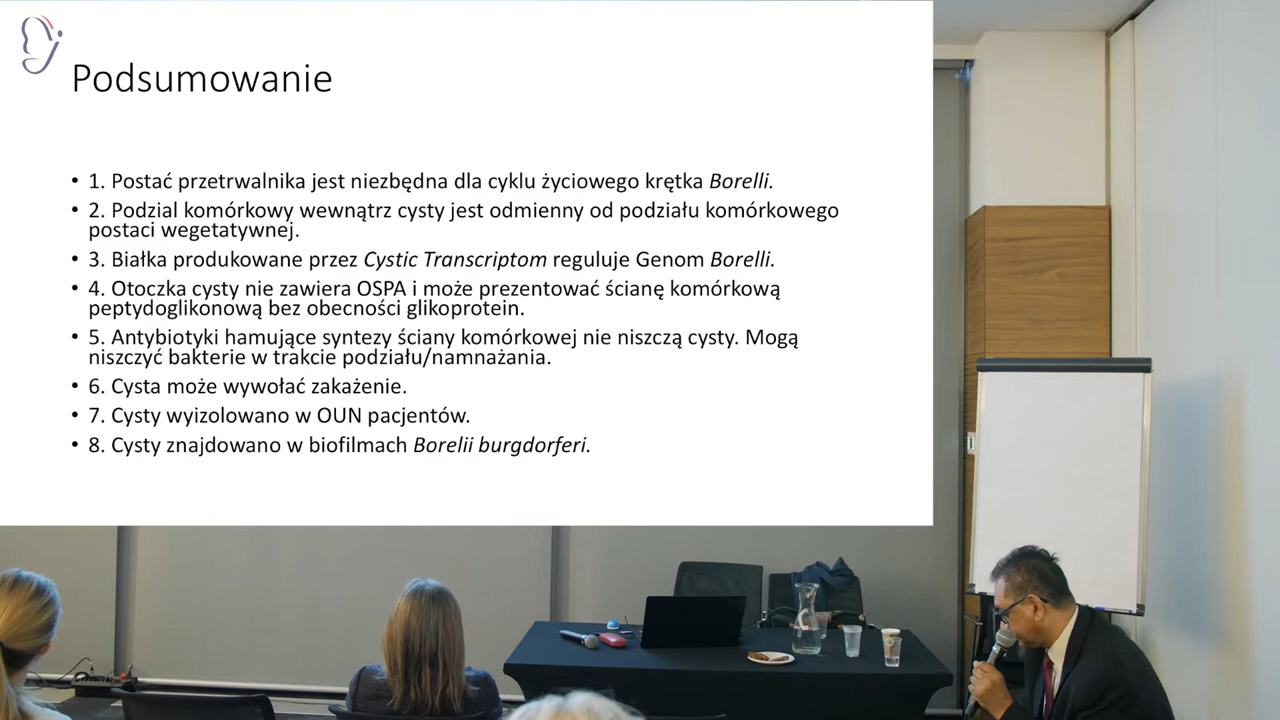 Podsumowanie
• 1. Postać przetrwalnika jest niezbędna dla cyklu życiowego krętka Borelli.
• 2. Podzial komórkowy wewnątrz cysty jest odmienny od podziału komórkowego
postaci wegetatywnej.
• 3. Białka produkowane przez Cystic Transcriptom reguluje Genom Borelli.
• 4. Otoczka cysty nie zawiera OSPA i może prezentować ścianę komórkową
peptydoglikonową bez obecności glikoprotein.
• 5. Antybiotyki hamujące syntezy ściany komórkowej nie niszczą cysty. Mogą
niszczyć bakterie w trakcie podziału/namnażania.
• 6. Cysta może wywołać zakażenie.
• 7. Cysty wyizolowano w OUN pacjentów.
• 8. Cysty znajdowano w biofilmach Borelii burgdorferi.